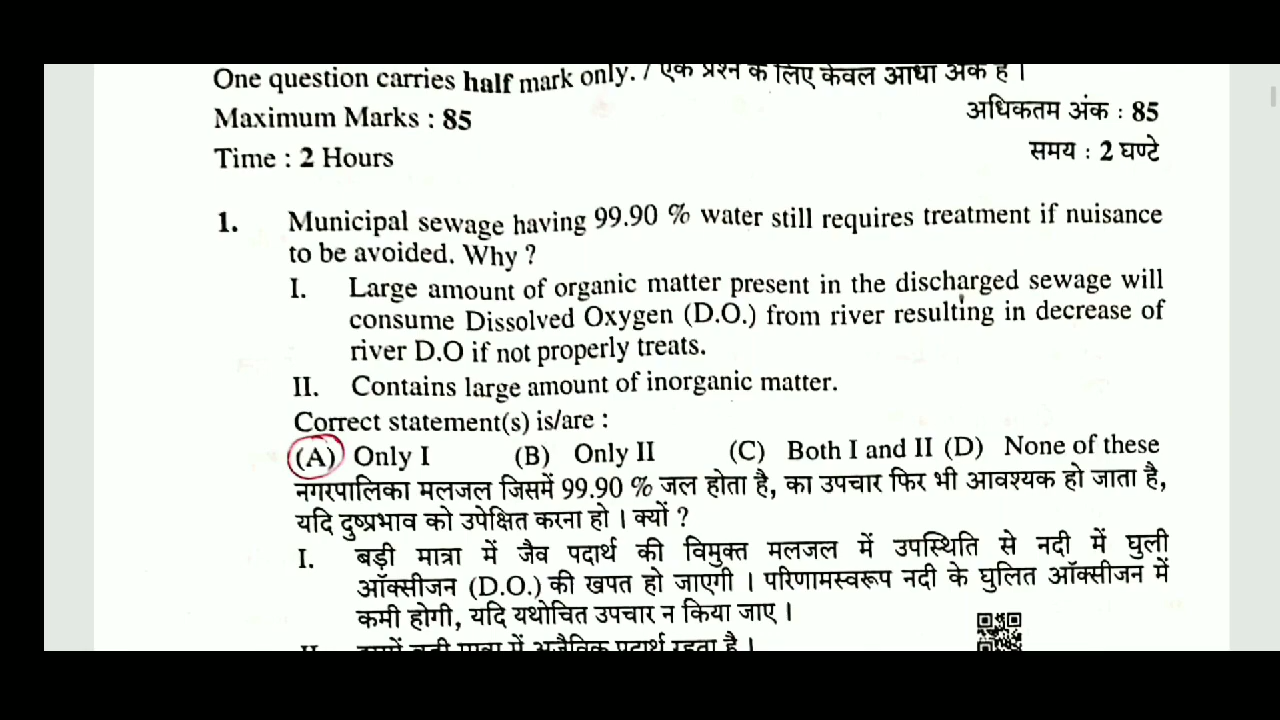 One question carries half mark only. / एक प्रश्न के लिए केवल आधा अंक है ।
Maximum Marks : 85 अधिकतम अंक : 85
Time : 2 Hours समय : 2 घण्टे
1. Municipal sewage having 99.90 % water still requires treatment if nuisance
to be avoided. Why ?
I. Large amount of organic matter present in the discharged sewage will
consume Dissolved Oxygen (D.O.) from river resulting in decrease of
river D.O if not properly treats.
II. Contains large amount of inorganic matter.
Correct statement(s) is/are :
(A) Only I (B) Only II (C) Both I and II (D) None of these
नगरपालिका मलजल जिसमें 99.90 % जल होता है, का उपचार फिर भी आवश्यक हो जाता है,
यदि दुष्प्रभाव को उपेक्षित करना हो । क्यों ?
I. बड़ी मात्रा में जैव पदार्थ की विमुक्त मलजल में उपस्थिति से नदी में घुली
ऑक्सीजन (D.O.) की खपत हो जाएगी । परिणामस्वरूप नदी के घुलित ऑक्सीजन में
कमी होगी, यदि यथोचित उपचार न किया जाए ।
II. इसमें बड़ी मात्रा में अजैविक पदार्थ रहता है ।